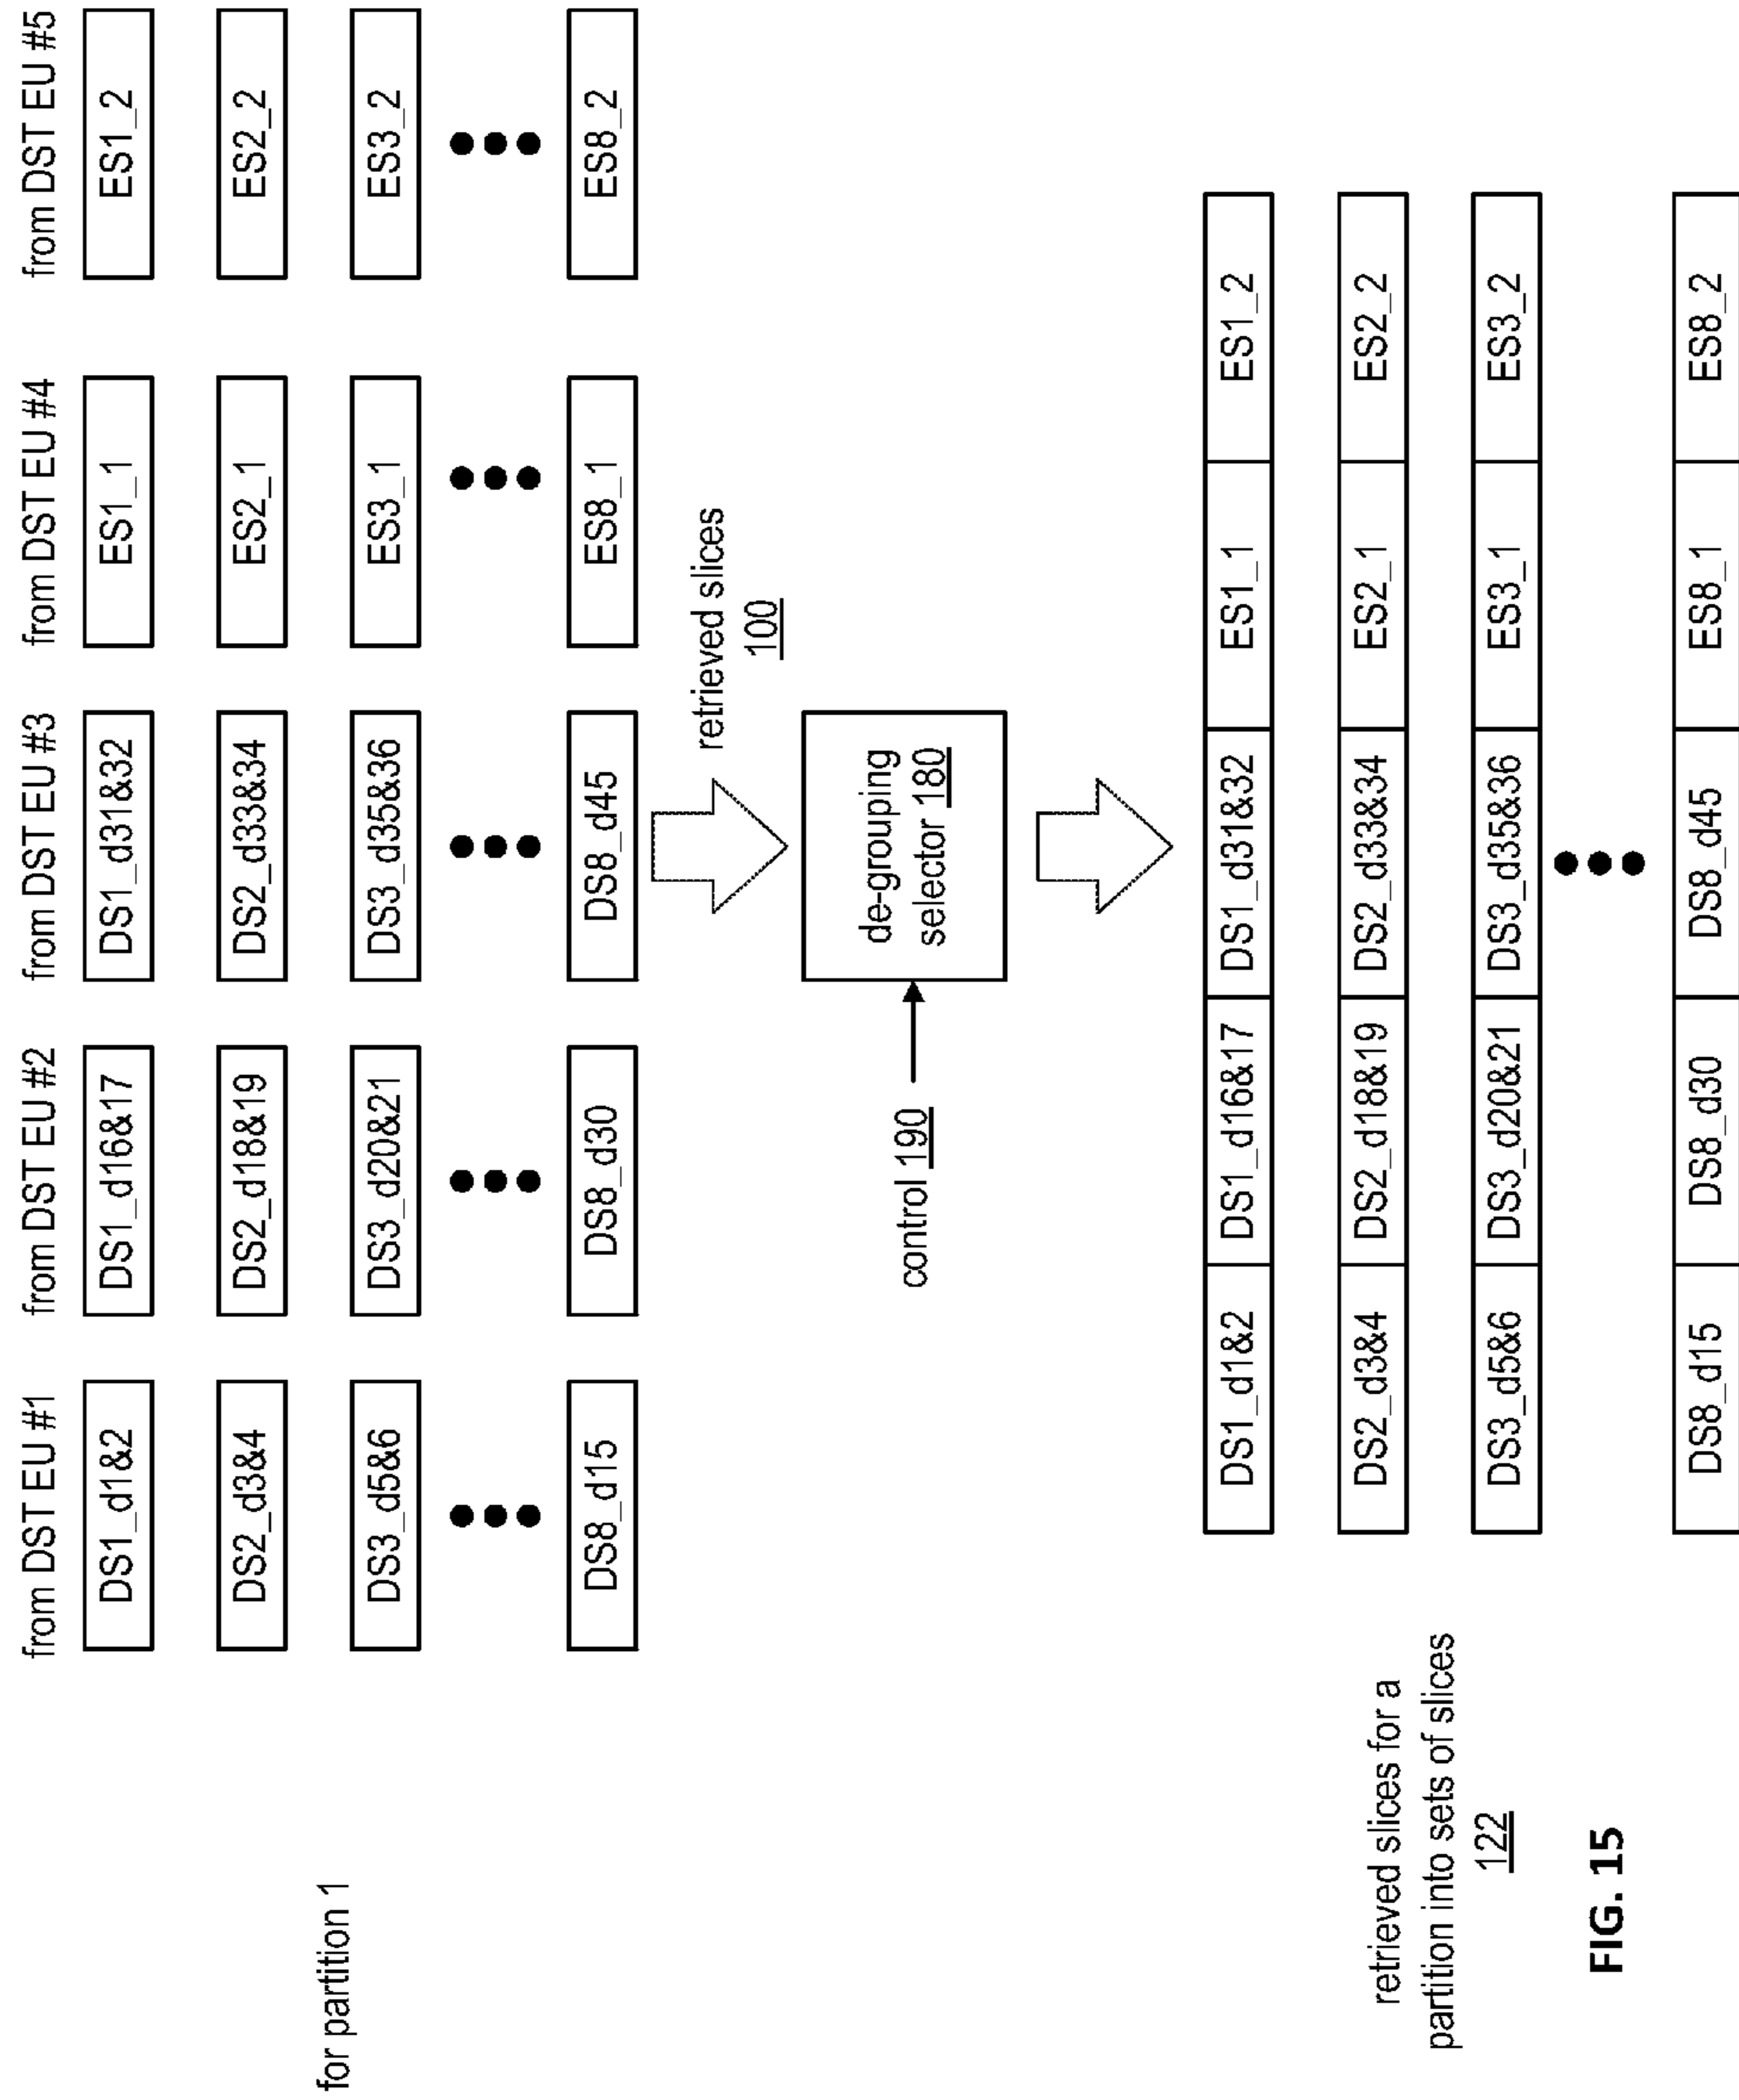 from DST EU #1
from DST EU #2
from DST EU #3
from DST EU #4
from DST EU #5
for partition 1
DS1_d1&2
DS1_d16&17
DS1_d31&32
ES1_1
ES1_2
DS2_d3&4
DS2_d18&19
DS2_d33&34
ES2_1
ES2_2
DS3_d5&6
DS3_d20&21
DS3_d35&36
ES3_1
ES3_2
DS8_d15
DS8_d30
DS8_d45
ES8_1
ES8_2
retrieved slices
100
control 190
de-grouping
selector 180
DS1_d1&2
DS1_d16&17
DS1_d31&32
ES1_1
ES1_2
DS2_d3&4
DS2_d18&19
DS2_d33&34
ES2_1
ES2_2
DS3_d5&6
DS3_d20&21
DS3_d35&36
ES3_1
ES3_2
DS8_d15
DS8_d30
DS8_d45
ES8_1
ES8_2
retrieved slices for a
partition into sets of slices
122
FIG. 15